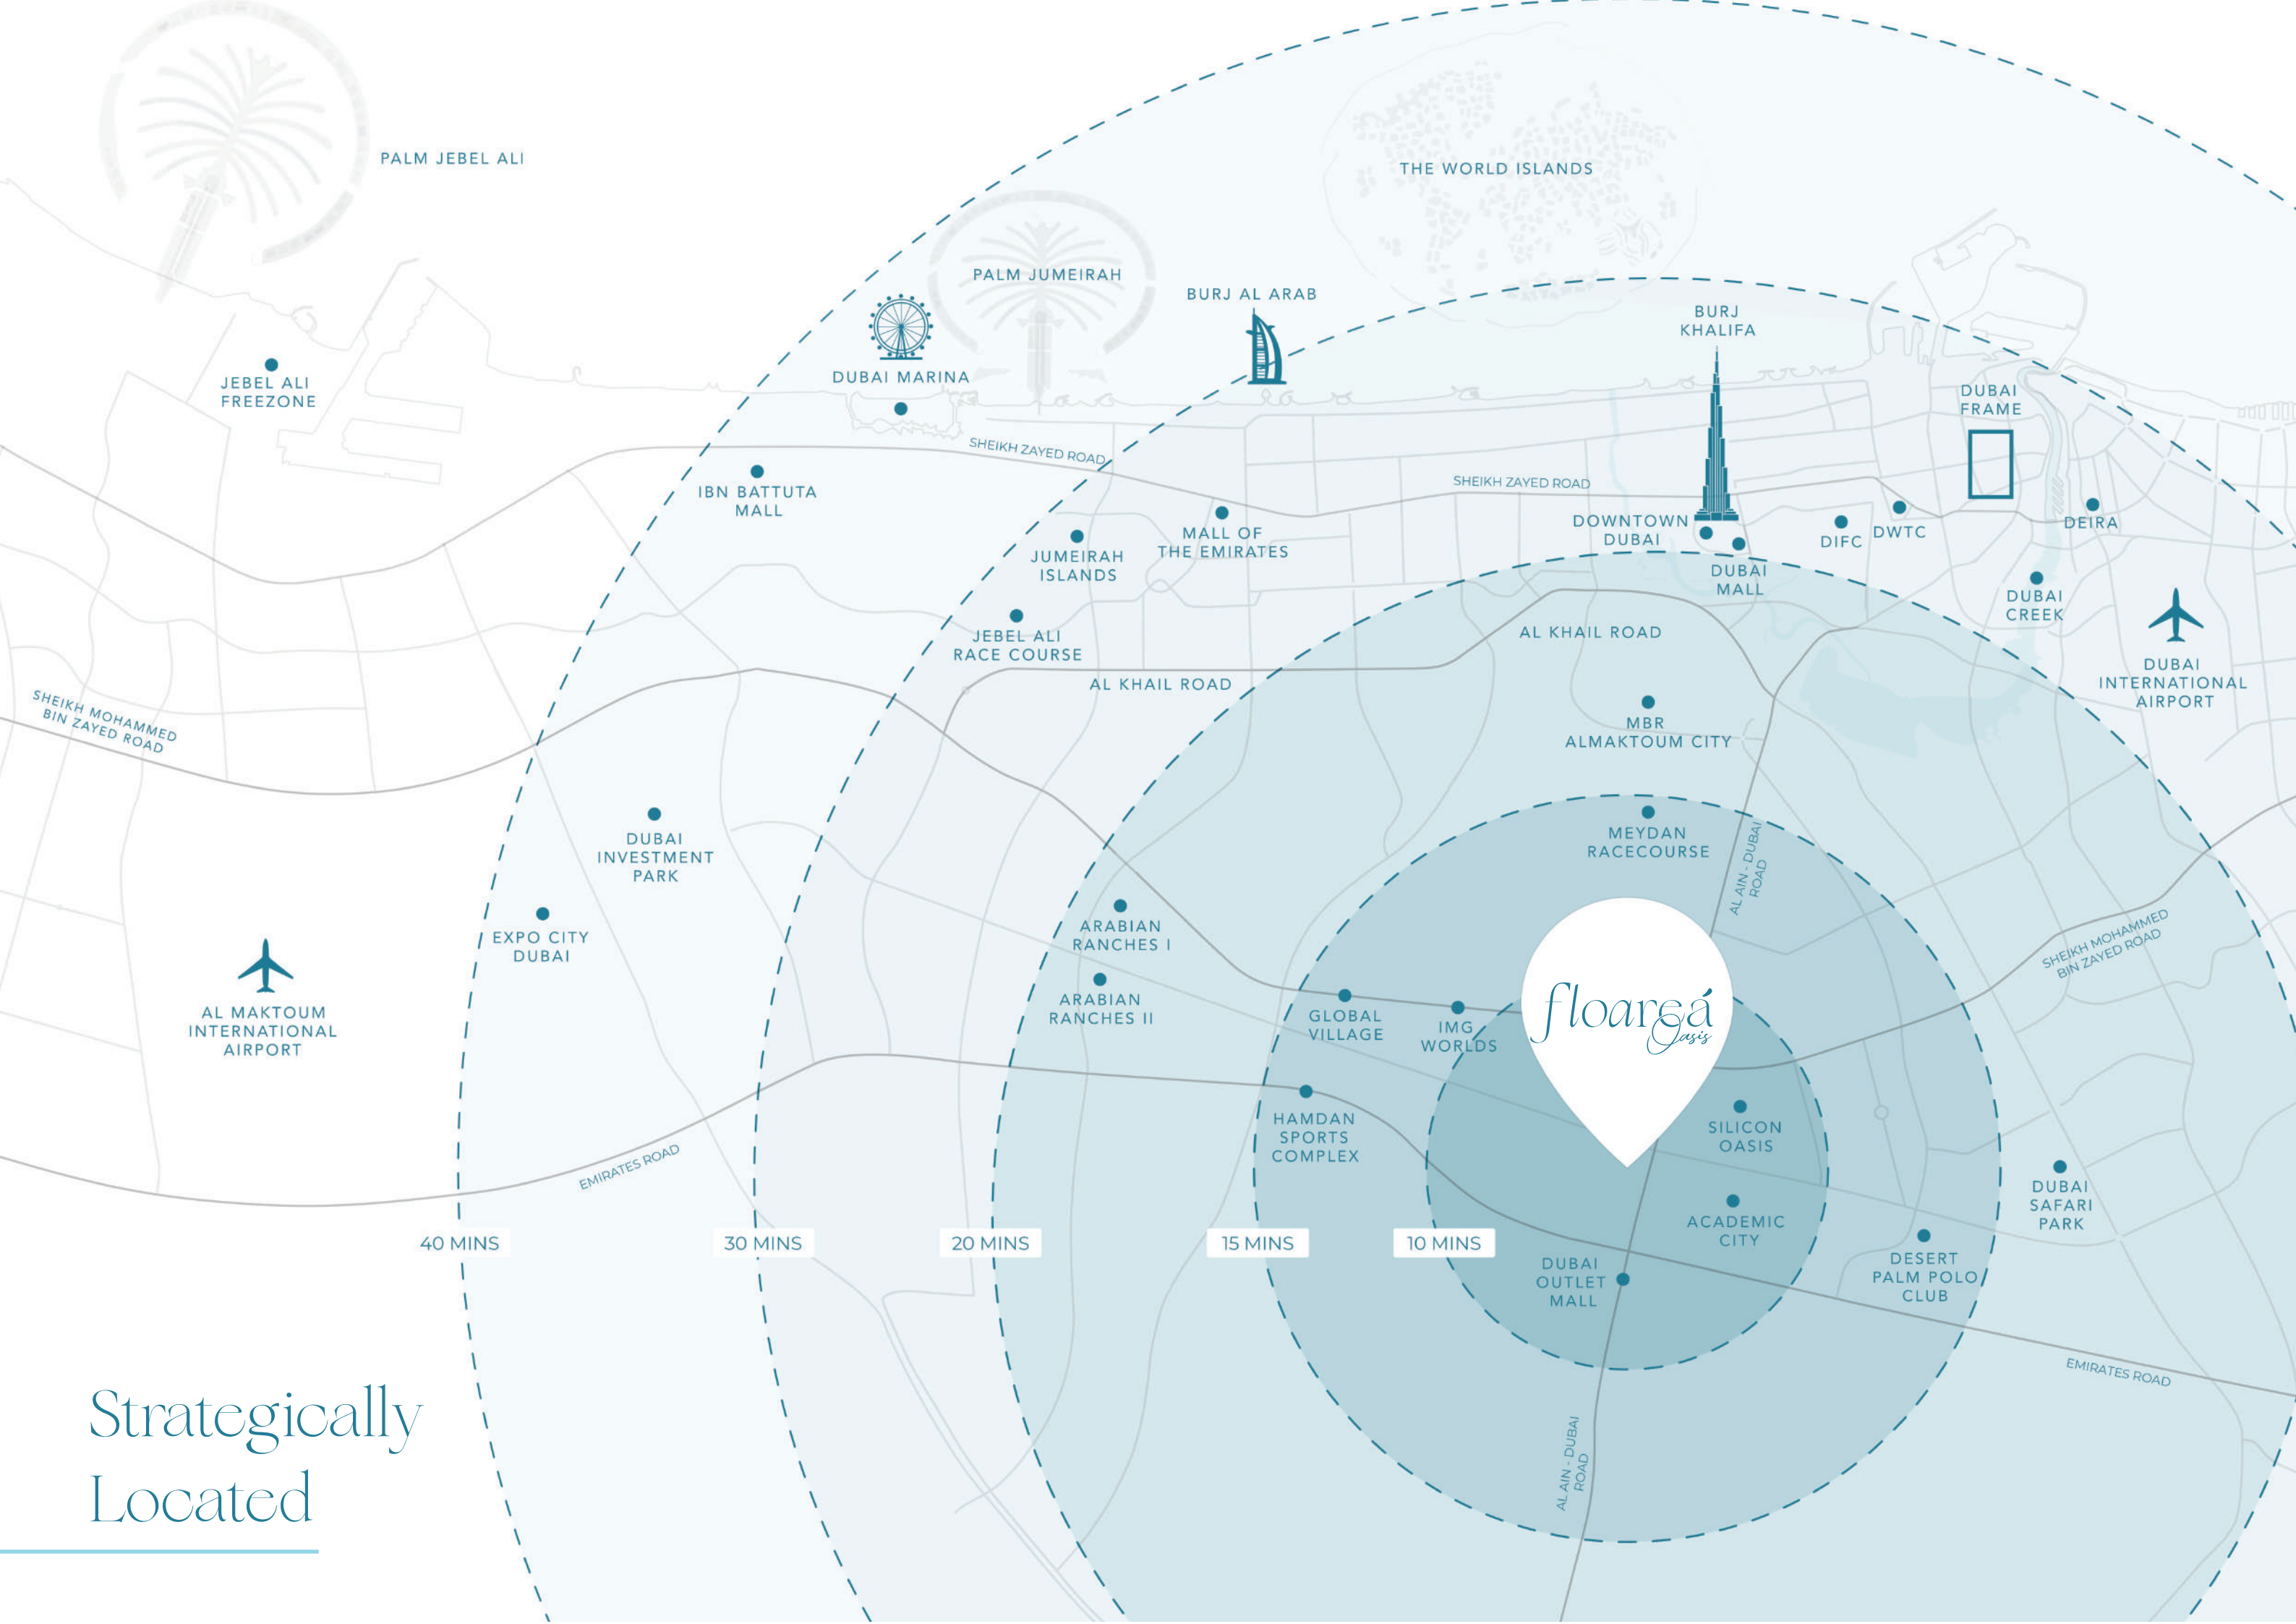 PALM JEBEL ALI
THE WORLD ISLANDS
PALM JUMEIRAH
BURJ AL ARAB
BURJ
KHALIFA
DUBAI MARINA
JEBEL ALI
FREEZONE
DUBAI
FRAME
SHEIKH ZAYED ROAD
SHEIKH ZAYED ROAD
IBN BATTUTA
MALL
JUMEIRAH
ISLANDS
MALL OF
THE EMIRATES
DOWNTOWN
DUBAI
DIFC
DWTC
DEIRA
DUBAI
MALL
DUBAI
CREEK
JEBEL ALI
RACE COURSE
AL KHAIL ROAD
AL KHAIL ROAD
DUBAI
INTERNATIONAL
AIRPORT
SHEIKH MOHAMMED
BIN ZAYED ROAD
MBR
ALMAKTOUM CITY
DUBAI
INVESTMENT
PARK
MEYDAN
RACECOURSE
AL AIN - DUBAI
ROAD
EXPO CITY
DUBAI
ARABIAN
RANCHES I
SHEIKH MOHAMMED
BIN ZAYED ROAD
AL MAKTOUM
INTERNATIONAL
AIRPORT
ARABIAN
RANCHES II
GLOBAL
VILLAGE
IMG
WORLDS
floareá
Oasis
HAMDAN
SPORTS
COMPLEX
SILICON
OASIS
EMIRATES ROAD
DUBAI
SAFARI
PARK
ACADEMIC
CITY
40 MINS
30 MINS
20 MINS
15 MINS
10 MINS
DUBAI
OUTLET
MALL
DESERT
PALM POLO
CLUB
EMIRATES ROAD
AL AIN - DUBAI
ROAD
Strategically
Located